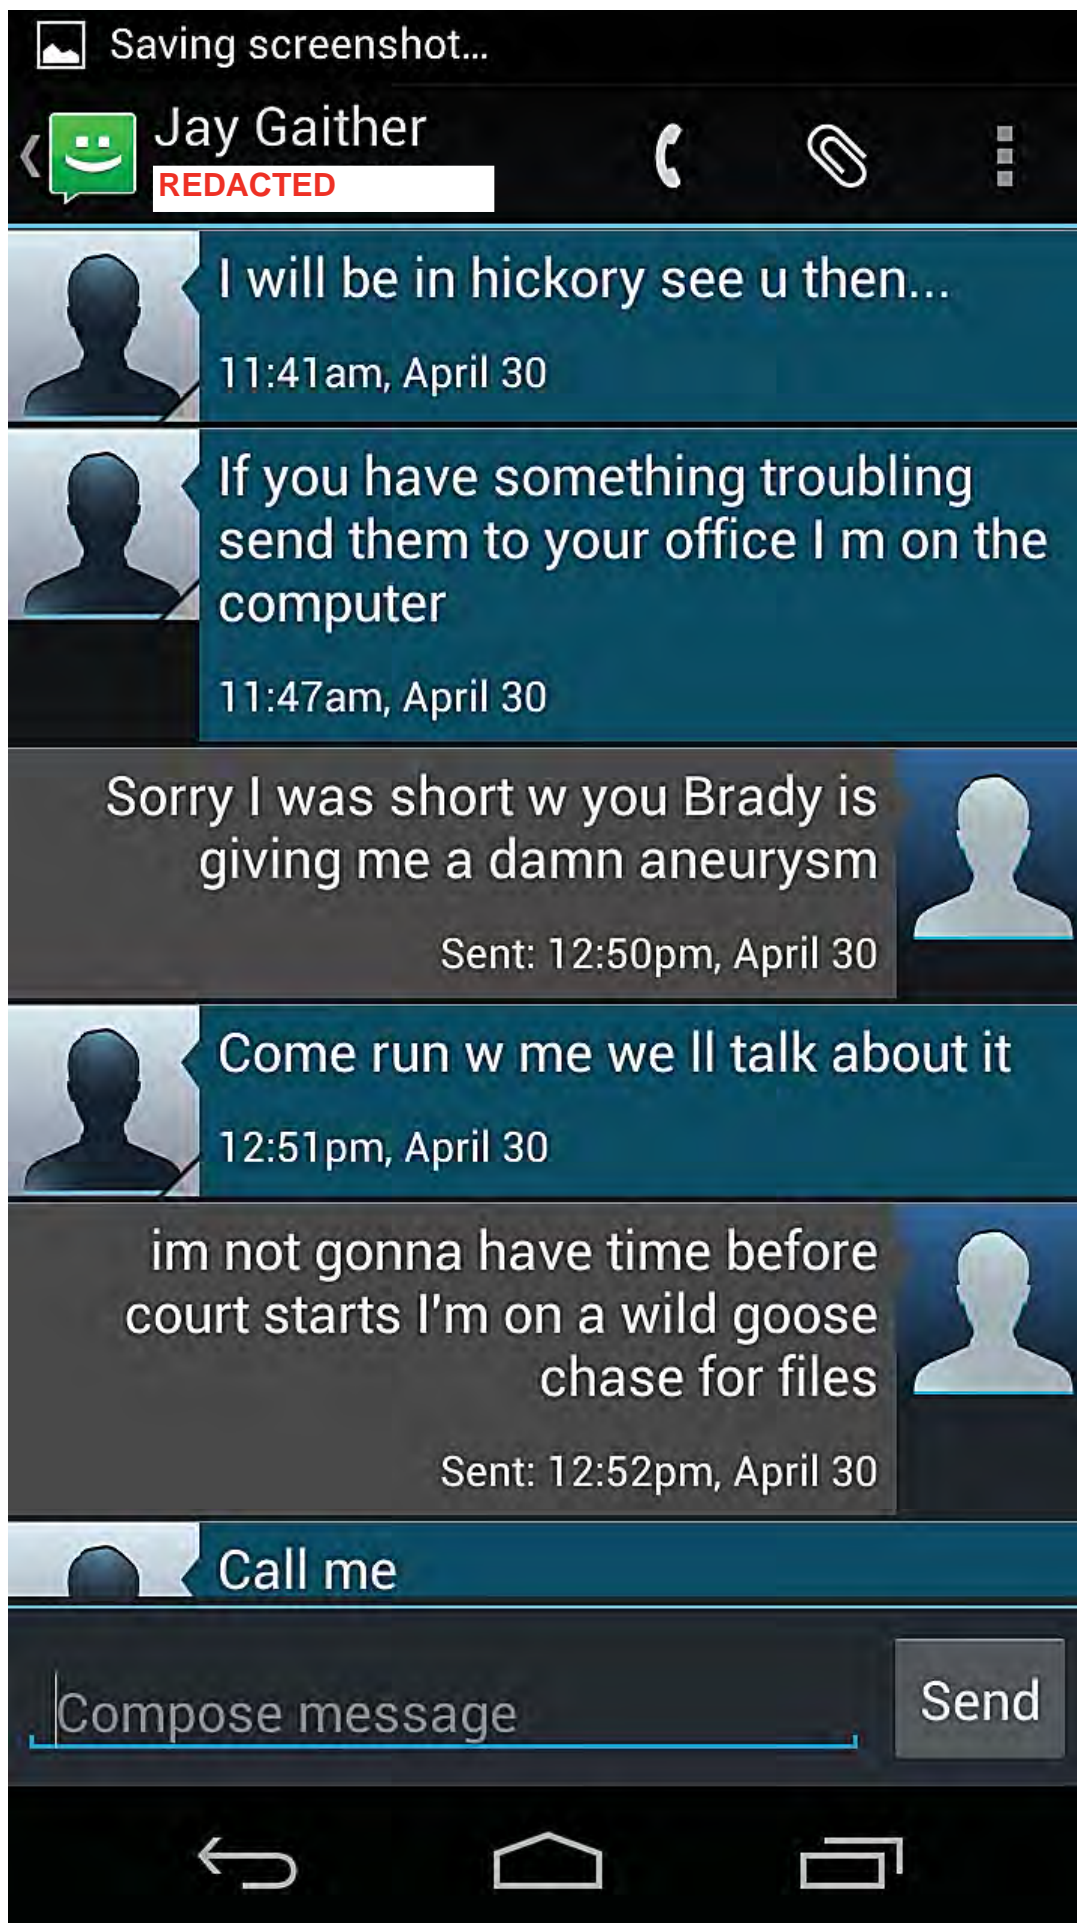 Saving screenshot...
Jay Gaither
REDACTED
I will be in hickory see u then...
11:41am, April 30
If you have something troubling
send them to your office I m on the
computer
11:47am, April 30
Sorry I was short w you Brady is
giving me a damn aneurysm
Sent: 12:50pm, April 30
Come run w me we ll talk about it
12:51pm, April 30
im not gonna have time before
court starts I'm on a wild goose
chase for files
Sent: 12:52pm, April 30
Call me
Compose message
Send